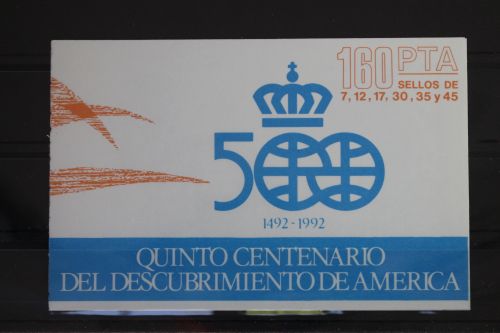 160 PTA
SELLOS DE
7, 12, 17, 30, 35 y 45
500
1492-1992
QUINTO CENTENARIO
DEL DESCUBRIMIENTO DE AMERICA